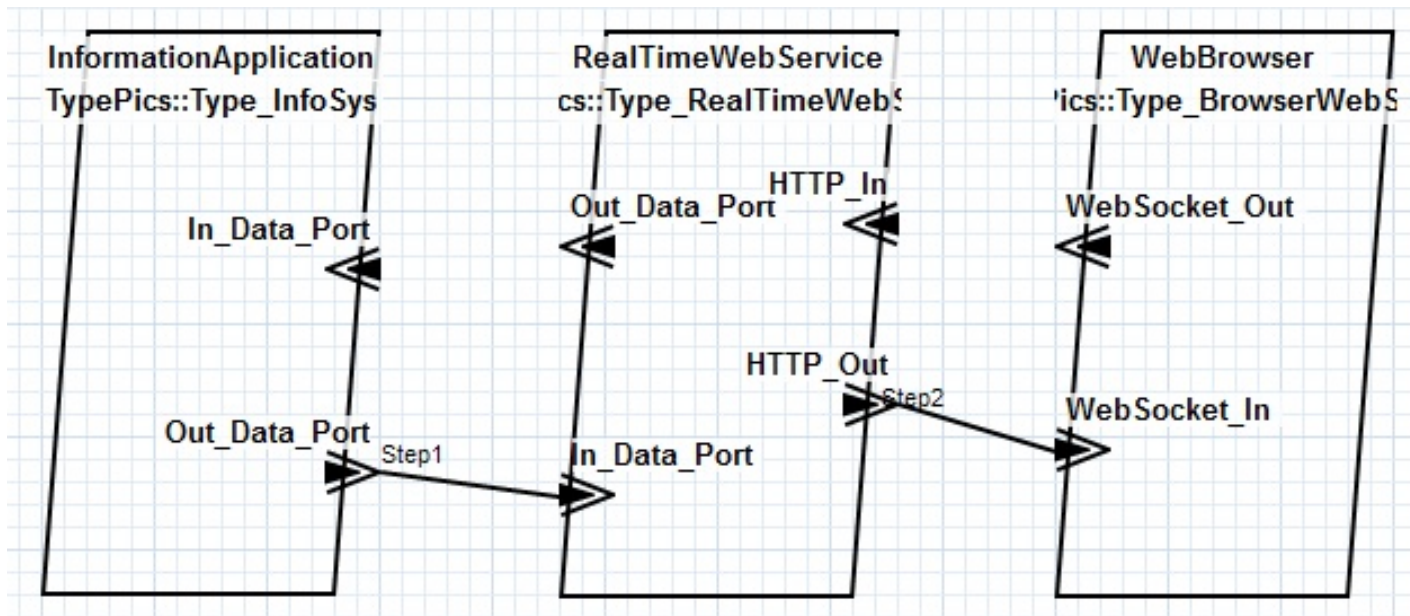 InformationApplication
TypePics::Type_InfoSys
In_Data_Port
Out_Data_Port
Step1
RealTimeWebService
cs::Type_RealTimeWebS
HTTP_In
Out_Data_Port
HTTP_Out
Step2
In_Data_Port
WebBrowser
Pics::Type_BrowserWebS
WebSocket_Out
WebSocket_In